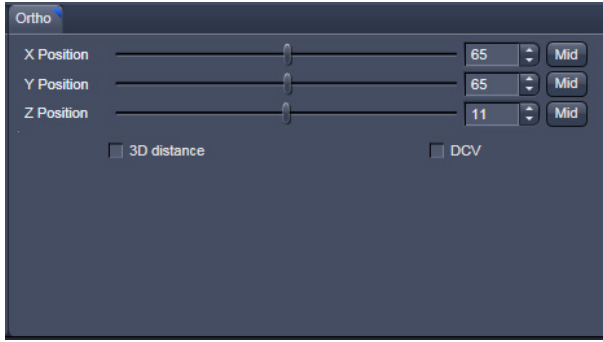 Ortho
X Position 65 Mid
Y Position 65 Mid
Z Position 11 Mid
3D distance DCV